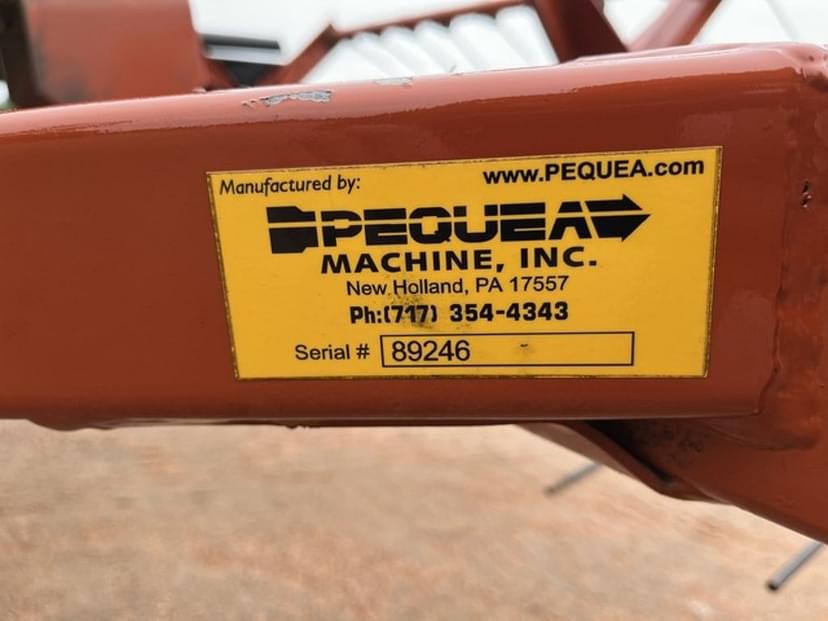 Manufactured by: www.PEQUEA.com
PEQUEA
MACHINE, INC.
New Holland, PA 17557
Ph:(717) 354-4343
Serial # 89246